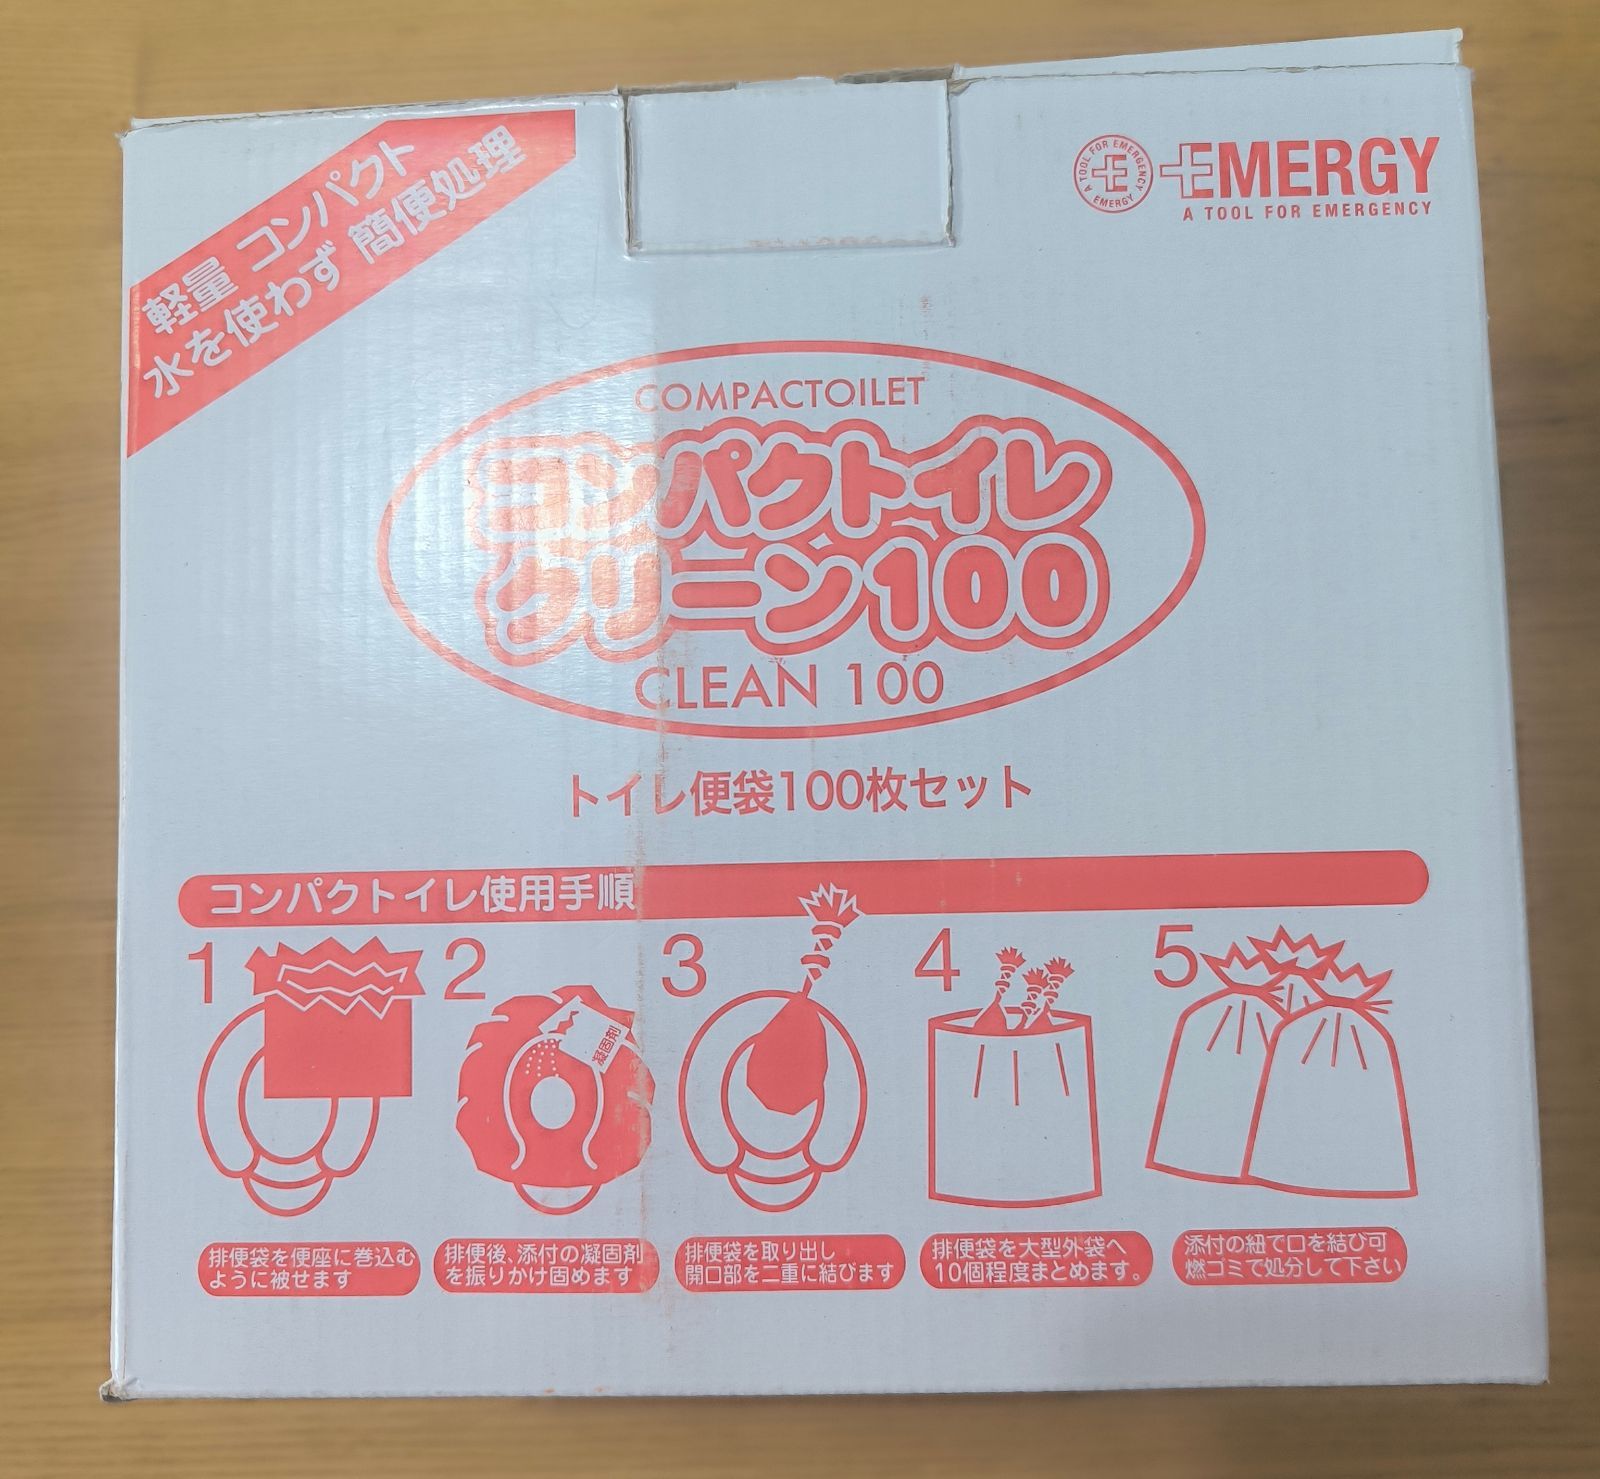 軽量 コンパクト
水を使わず 簡便処理
A TOOL FOR EMERGENCY
EMERGY
EMERGY
A TOOL FOR EMERGENCY
COMPACTOILET
コンパクトイレ
クリーン100
CLEAN 100
トイレ便袋100枚セット
コンパクトイレ使用手順
1
2
凝固剤
3
4
5
排便袋を便座に巻込む
ように被せます
排便後、添付の凝固剤
を振りかけ固めます
排便袋を取り出し
開口部を二重に結びます
排便袋を大型外袋へ
10個程度まとめます。
添付の紐で口を結び可
燃ゴミで処分して下さい